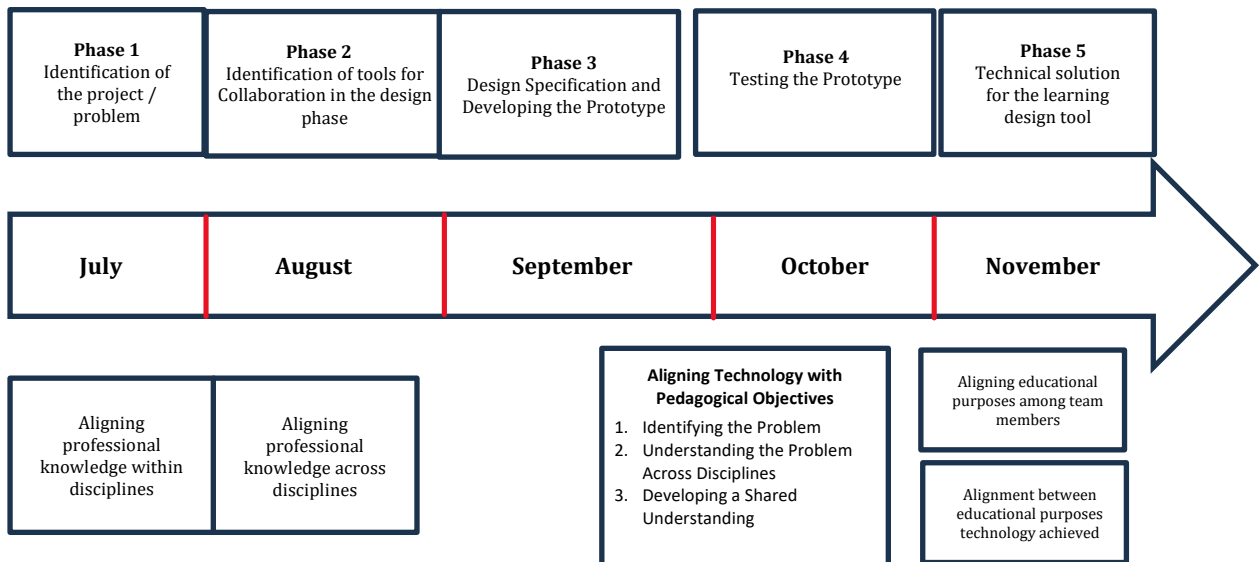 Phase 1
Identification of
the project /
problem
Phase 2
Identification of tools for
Collaboration in the design
phase
Phase 3
Design Specification and
Developing the Prototype
Phase 4
Testing the Prototype
Phase 5
Technical solution
for the learning
design tool
July
August
September
October
November
Aligning
professional
knowledge within
disciplines
Aligning
professional
knowledge across
disciplines
Aligning Technology with
Pedagogical Objectives
1. Identifying the Problem
2. Understanding the Problem
Across Disciplines
3. Developing a Shared
Understanding
Aligning educational
purposes among team
members
Alignment between
educational purposes
technology achieved